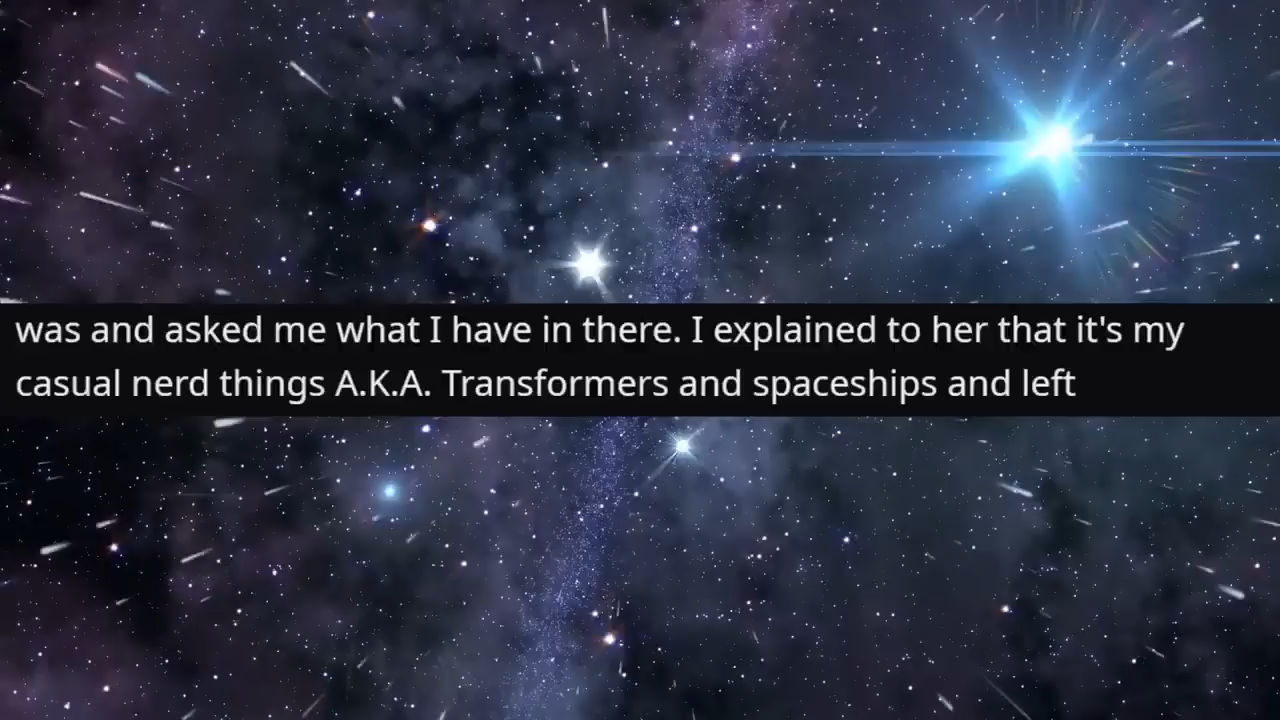 was and asked me what I have in there. I explained to her that it's my
casual nerd things A.K.A. Transformers and spaceships and left